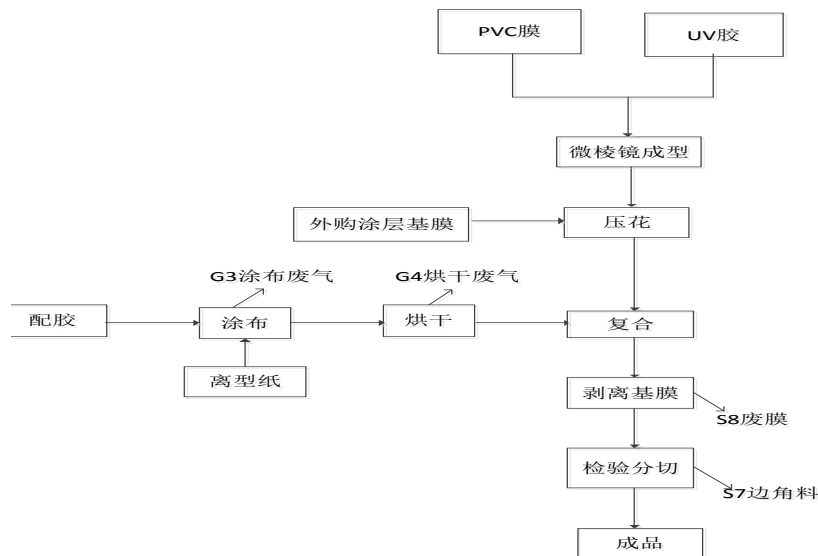 PVC膜
UV胶
微棱镜成型
外购涂层基膜
压花
G3涂布废气
G4烘干废气
配胶
涂布
烘干
复合
离型纸
剥离基膜
S8废膜
检验分切
S7边角料
成品